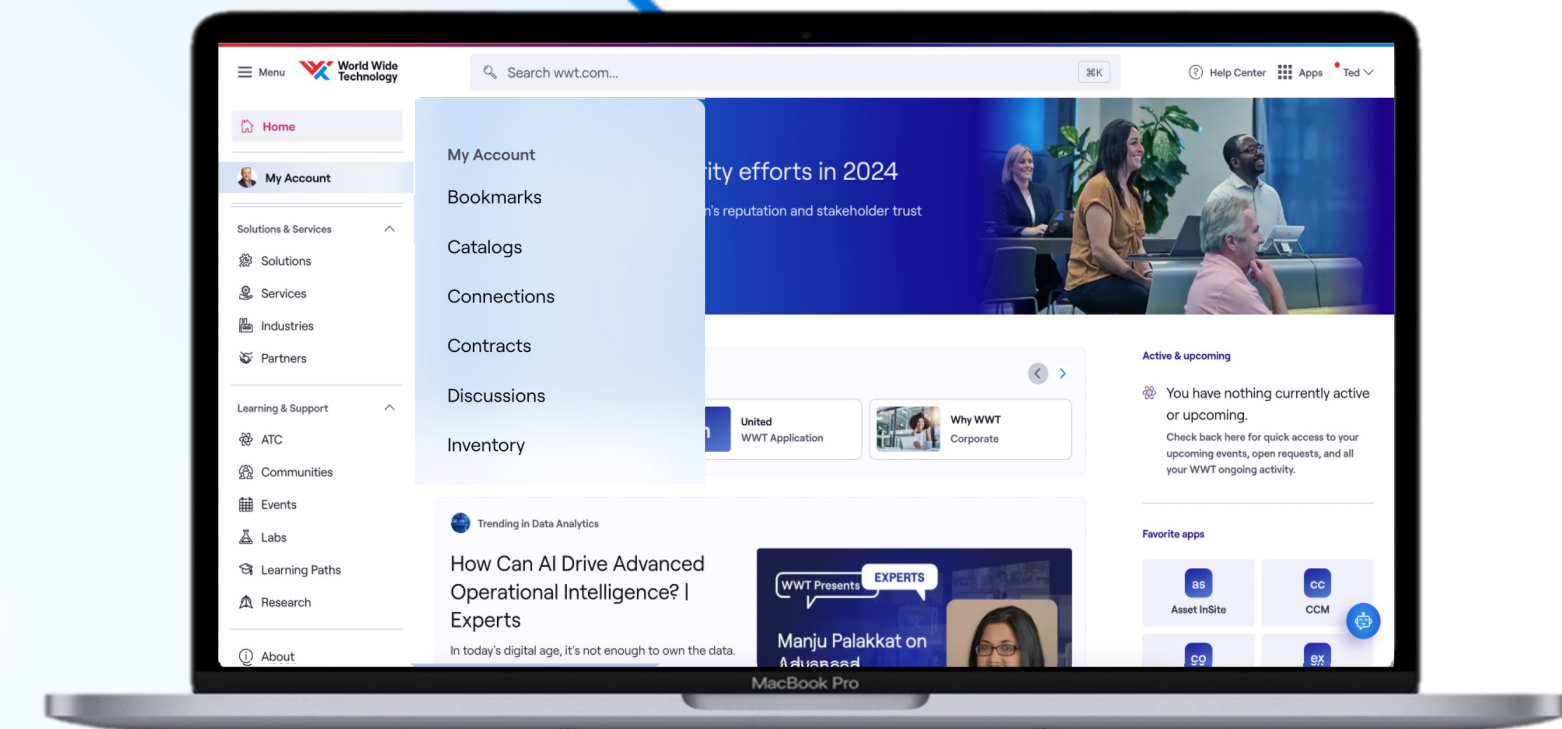 Menu
World Wide
Technology
Search wwt.com...
⌘K
Help Center
Apps
Ted
Home
My Account
Solutions & Services
Solutions
Services
Industries
Partners
Learning & Support
ATC
Communities
Events
Labs
Learning Paths
Research
About
My Account
Bookmarks
Catalogs
Connections
Contracts
Discussions
Inventory
ity efforts in 2024
n's reputation and stakeholder trust
United
WWT Application
Why WWT
Corporate
Trending in Data Analytics
How Can AI Drive Advanced
Operational Intelligence? |
Experts
In today's digital age, it's not enough to own the data.
WWT Presents
EXPERTS
Manju Palakkat on
Advanced
Active & upcoming
You have nothing currently active
or upcoming.
Check back here for quick access to your
upcoming events, open requests, and all
your WWT ongoing activity.
Favorite apps
as
Asset InSite
cc
CCM
co
ex
MacBook Pro